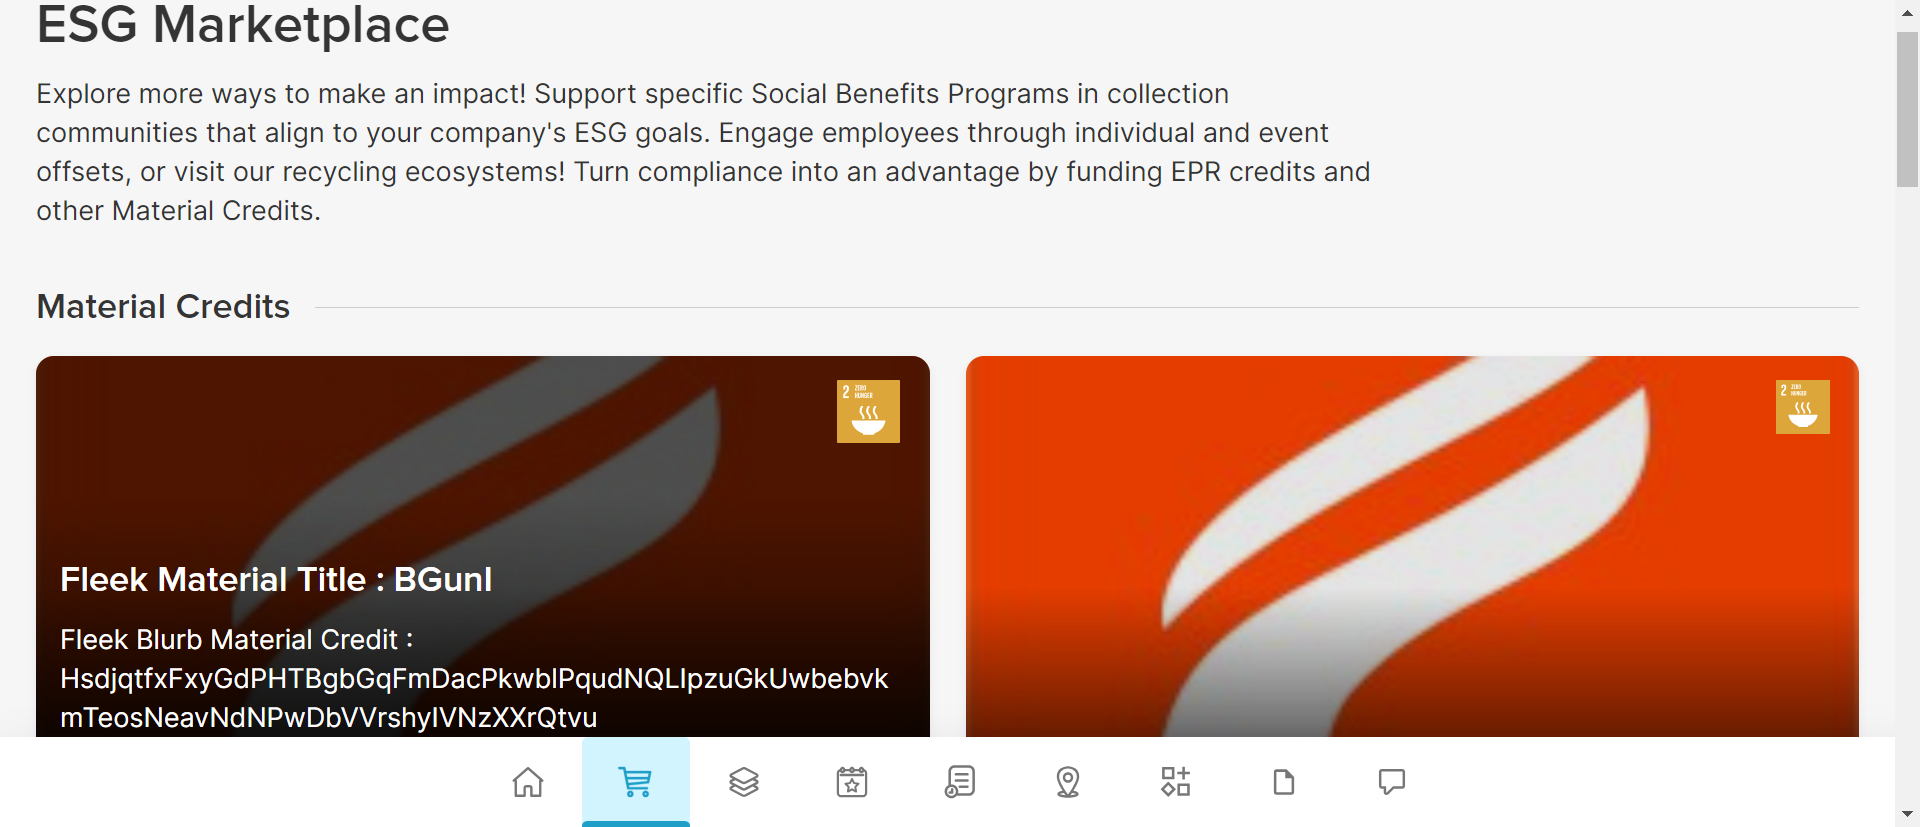 ESG Marketplace
Explore more ways to make an impact! Support specific Social Benefits Programs in collection
communities that align to your company's ESG goals. Engage employees through individual and event
offsets, or visit our recycling ecosystems! Turn compliance into an advantage by funding EPR credits and
other Material Credits.
Material Credits
2 ZERO
HUNGER
2 ZERO
HUNGER
Fleek Material Title : BGunl
Fleek Blurb Material Credit :
HsdjqtfxFxyGdPHTBgbGqFmDacPkwblPqudNQLlpzuGkUwbebvk
mTeosNeavNdNPwDbVVrshylVNzXXrQtvu